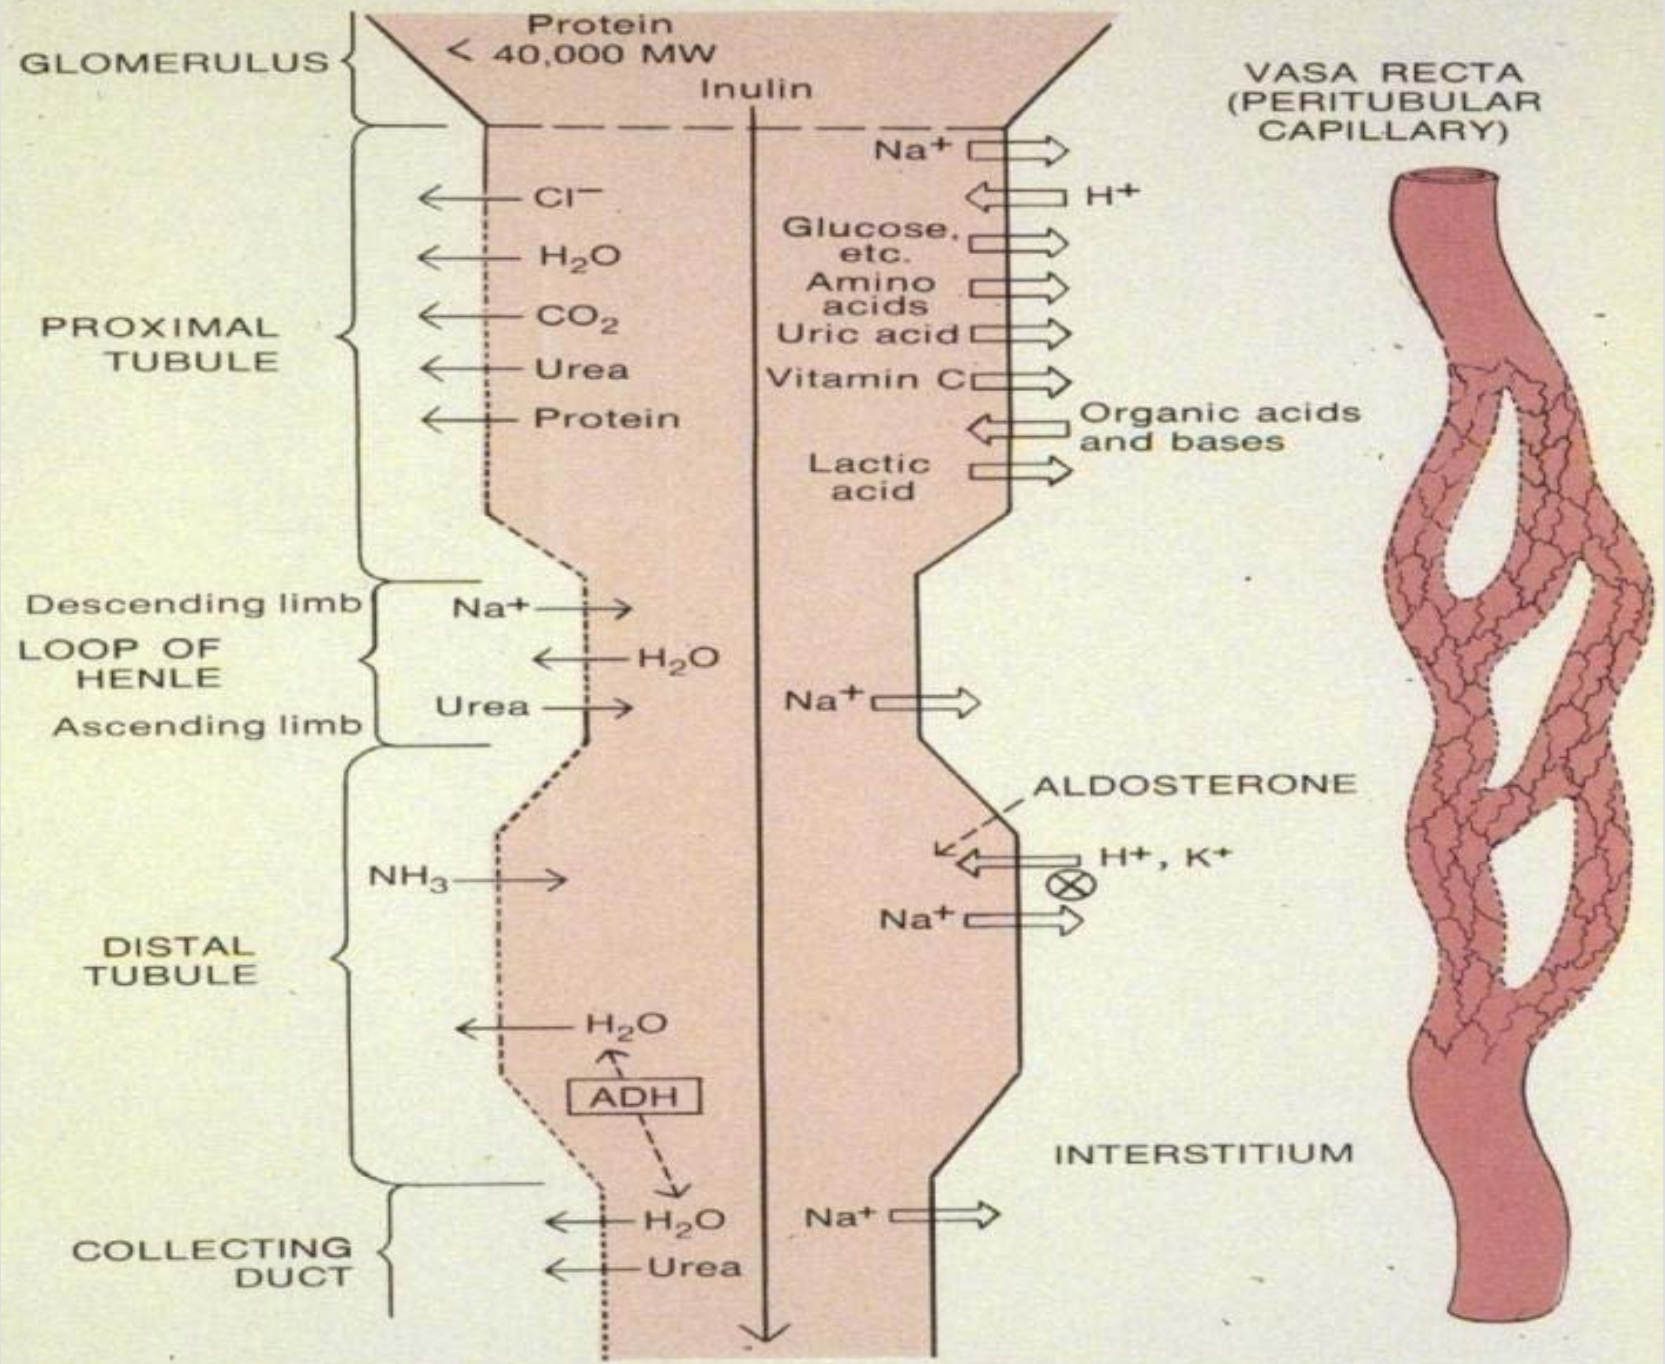 Protein
< 40,000 MW
GLOMERULUS
Inulin
VASA RECTA
(PERITUBULAR
CAPILLARY)
Na⁺
Cl⁻
H⁺
Glucose,
etc.
H₂O
Amino
acids
CO₂
Uric acid
PROXIMAL
TUBULE
Urea
Vitamin C
Protein
Organic acids
and bases
Lactic
acid
Descending limb
Na⁺
LOOP OF
HENLE
H₂O
Urea
Na⁺
Ascending limb
ALDOSTERONE
H⁺, K⁺
NH₃
Na⁺
DISTAL
TUBULE
H₂O
ADH
INTERSTITIUM
H₂O
Na⁺
COLLECTING
DUCT
Urea